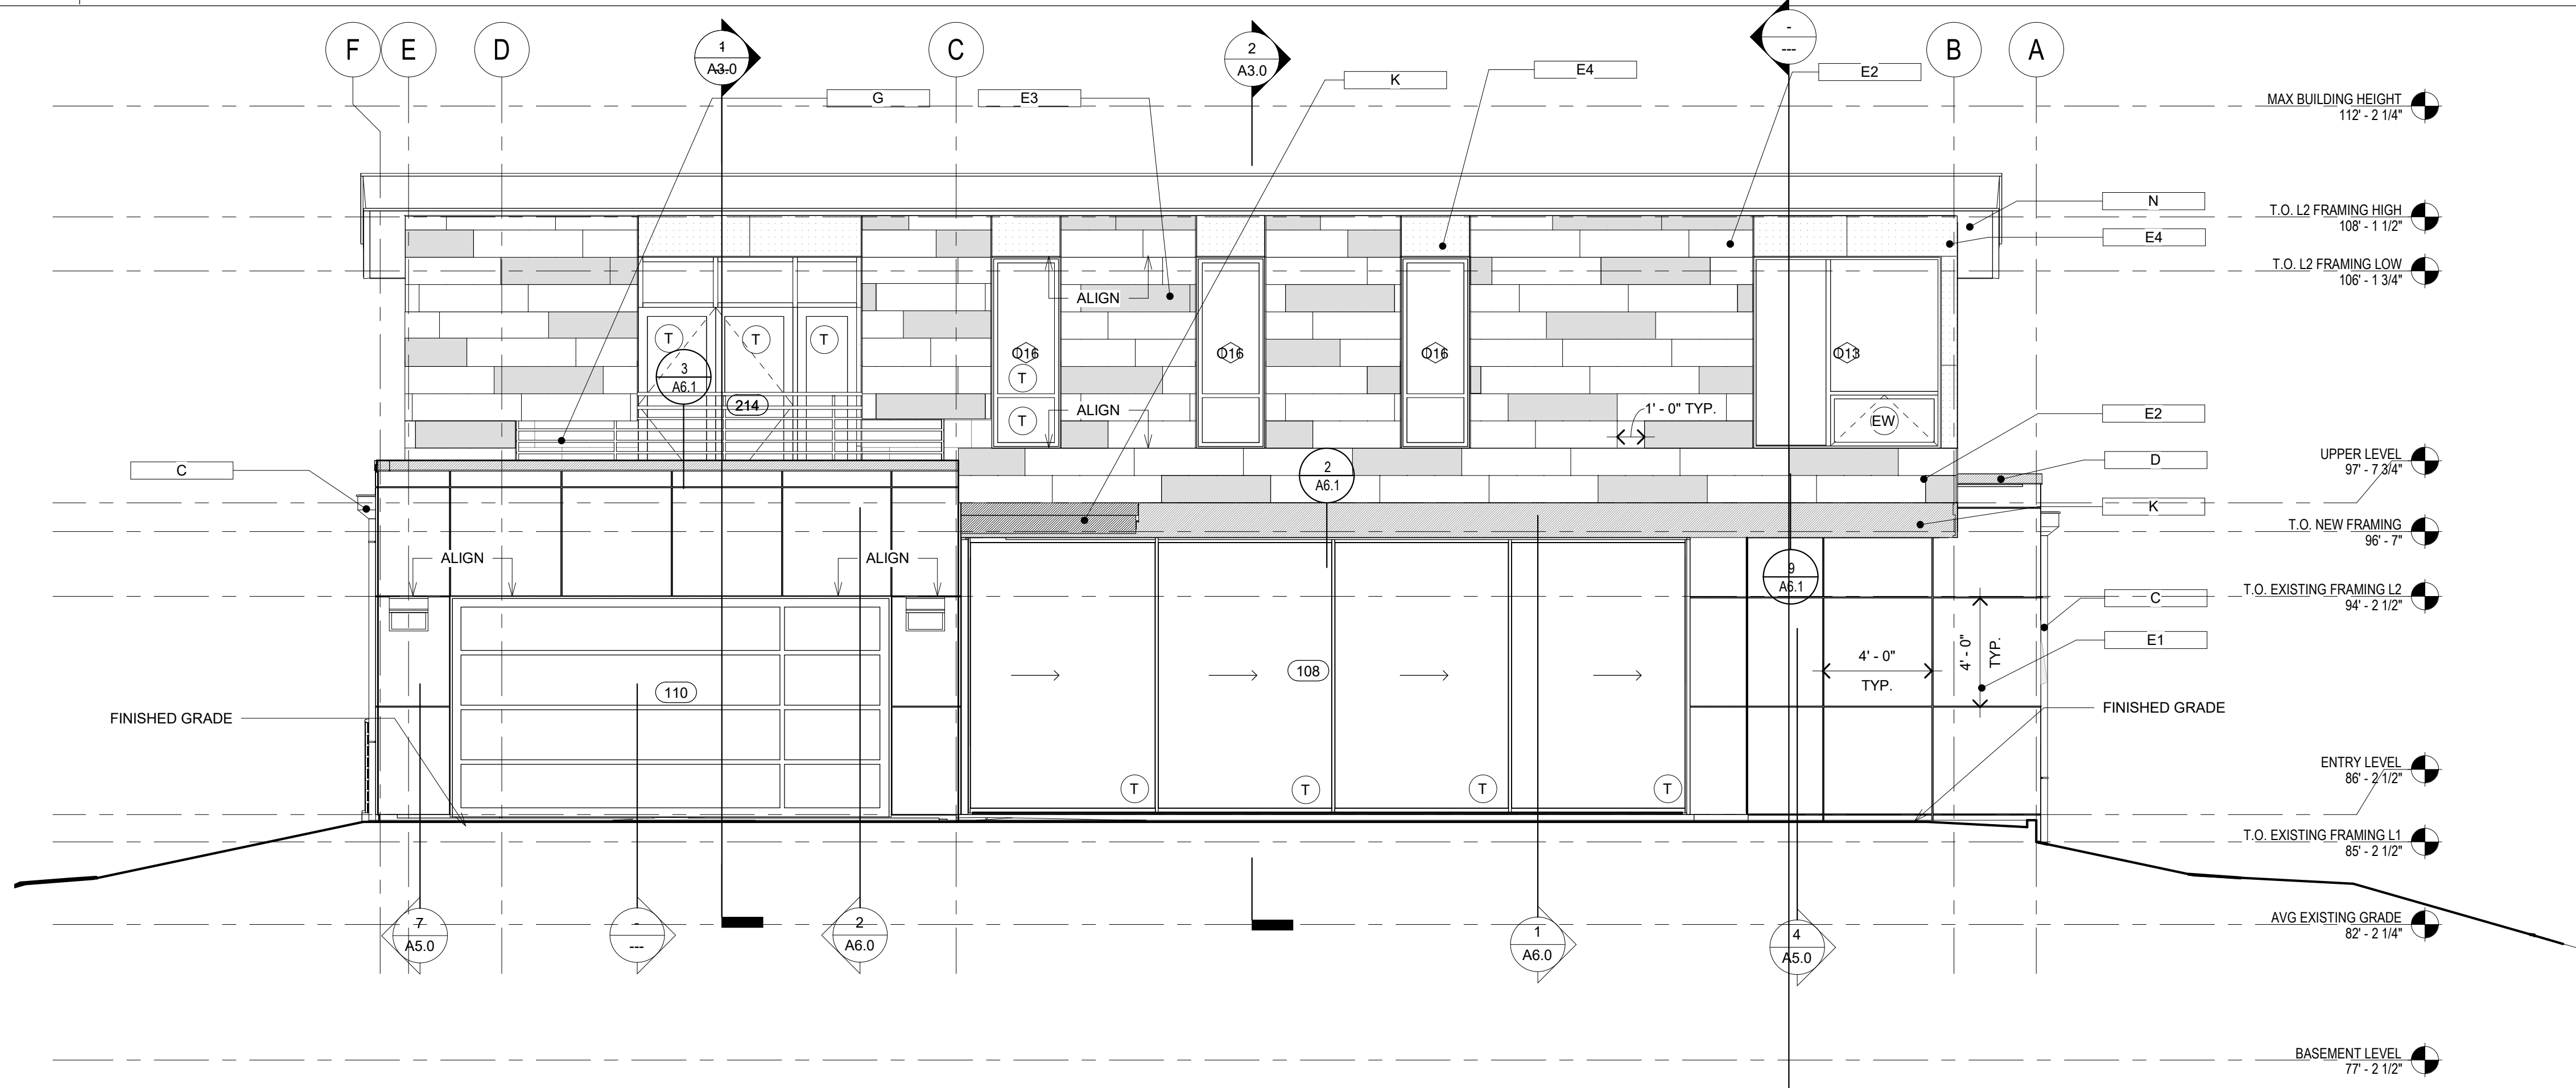 F
E
D
1
A3.0
C
2
A3.0
-
---
B
A
G
E3
K
E4
E2
MAX BUILDING HEIGHT
112' - 2 1/4"
N
T.O. L2 FRAMING HIGH
108' - 1 1/2"
E4
T.O. L2 FRAMING LOW
106' - 1 3/4"
ALIGN
T
T
T
O16
O16
O16
O13
3
A6.1
T
214
ALIGN
1' - 0" TYP.
T
EW
E2
C
2
A6.1
D
UPPER LEVEL
97' - 7 3/4"
K
T.O. NEW FRAMING
96' - 7"
ALIGN
ALIGN
9
A6.1
T.O. EXISTING FRAMING L2
94' - 2 1/2"
C
E1
4' - 0"
TYP.
4' - 0"
TYP.
108
110
FINISHED GRADE
FINISHED GRADE
T
T
T
T
ENTRY LEVEL
86' - 2 1/2"
T.O. EXISTING FRAMING L1
85' - 2 1/2"
7
A5.0
-
---
2
A6.0
1
A6.0
4
A5.0
AVG EXISTING GRADE
82' - 2 1/4"
BASEMENT LEVEL
77' - 2 1/2"